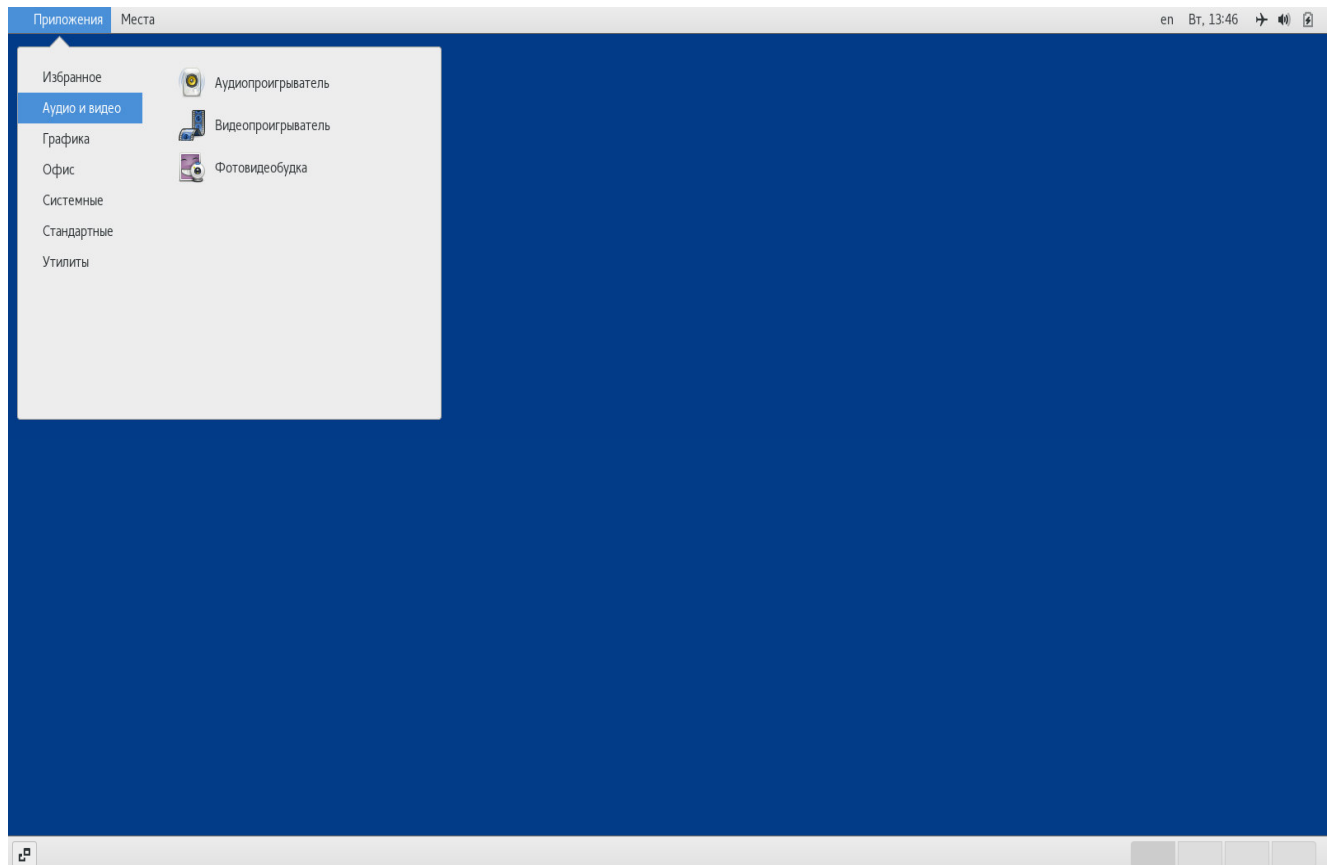 Приложения Места en Вт, 13:46
Избранное
Аудио и видео
Графика
Офис
Системные
Стандартные
Утилиты
Аудиопроигрыватель
Видеопроигрыватель
Фотовидеобудка